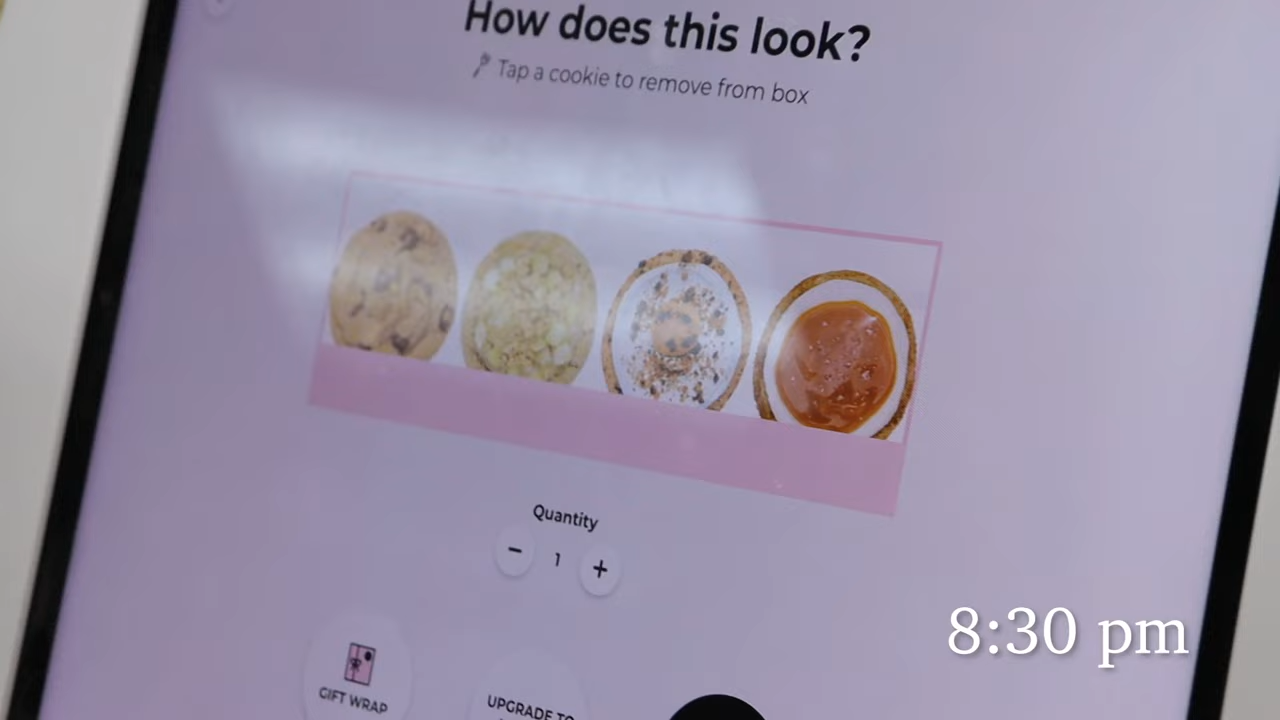 How does this look?
Tap a cookie to remove from box
Quantity
− 1 +
GIFT WRAP
UPGRADE TO
8:30 pm